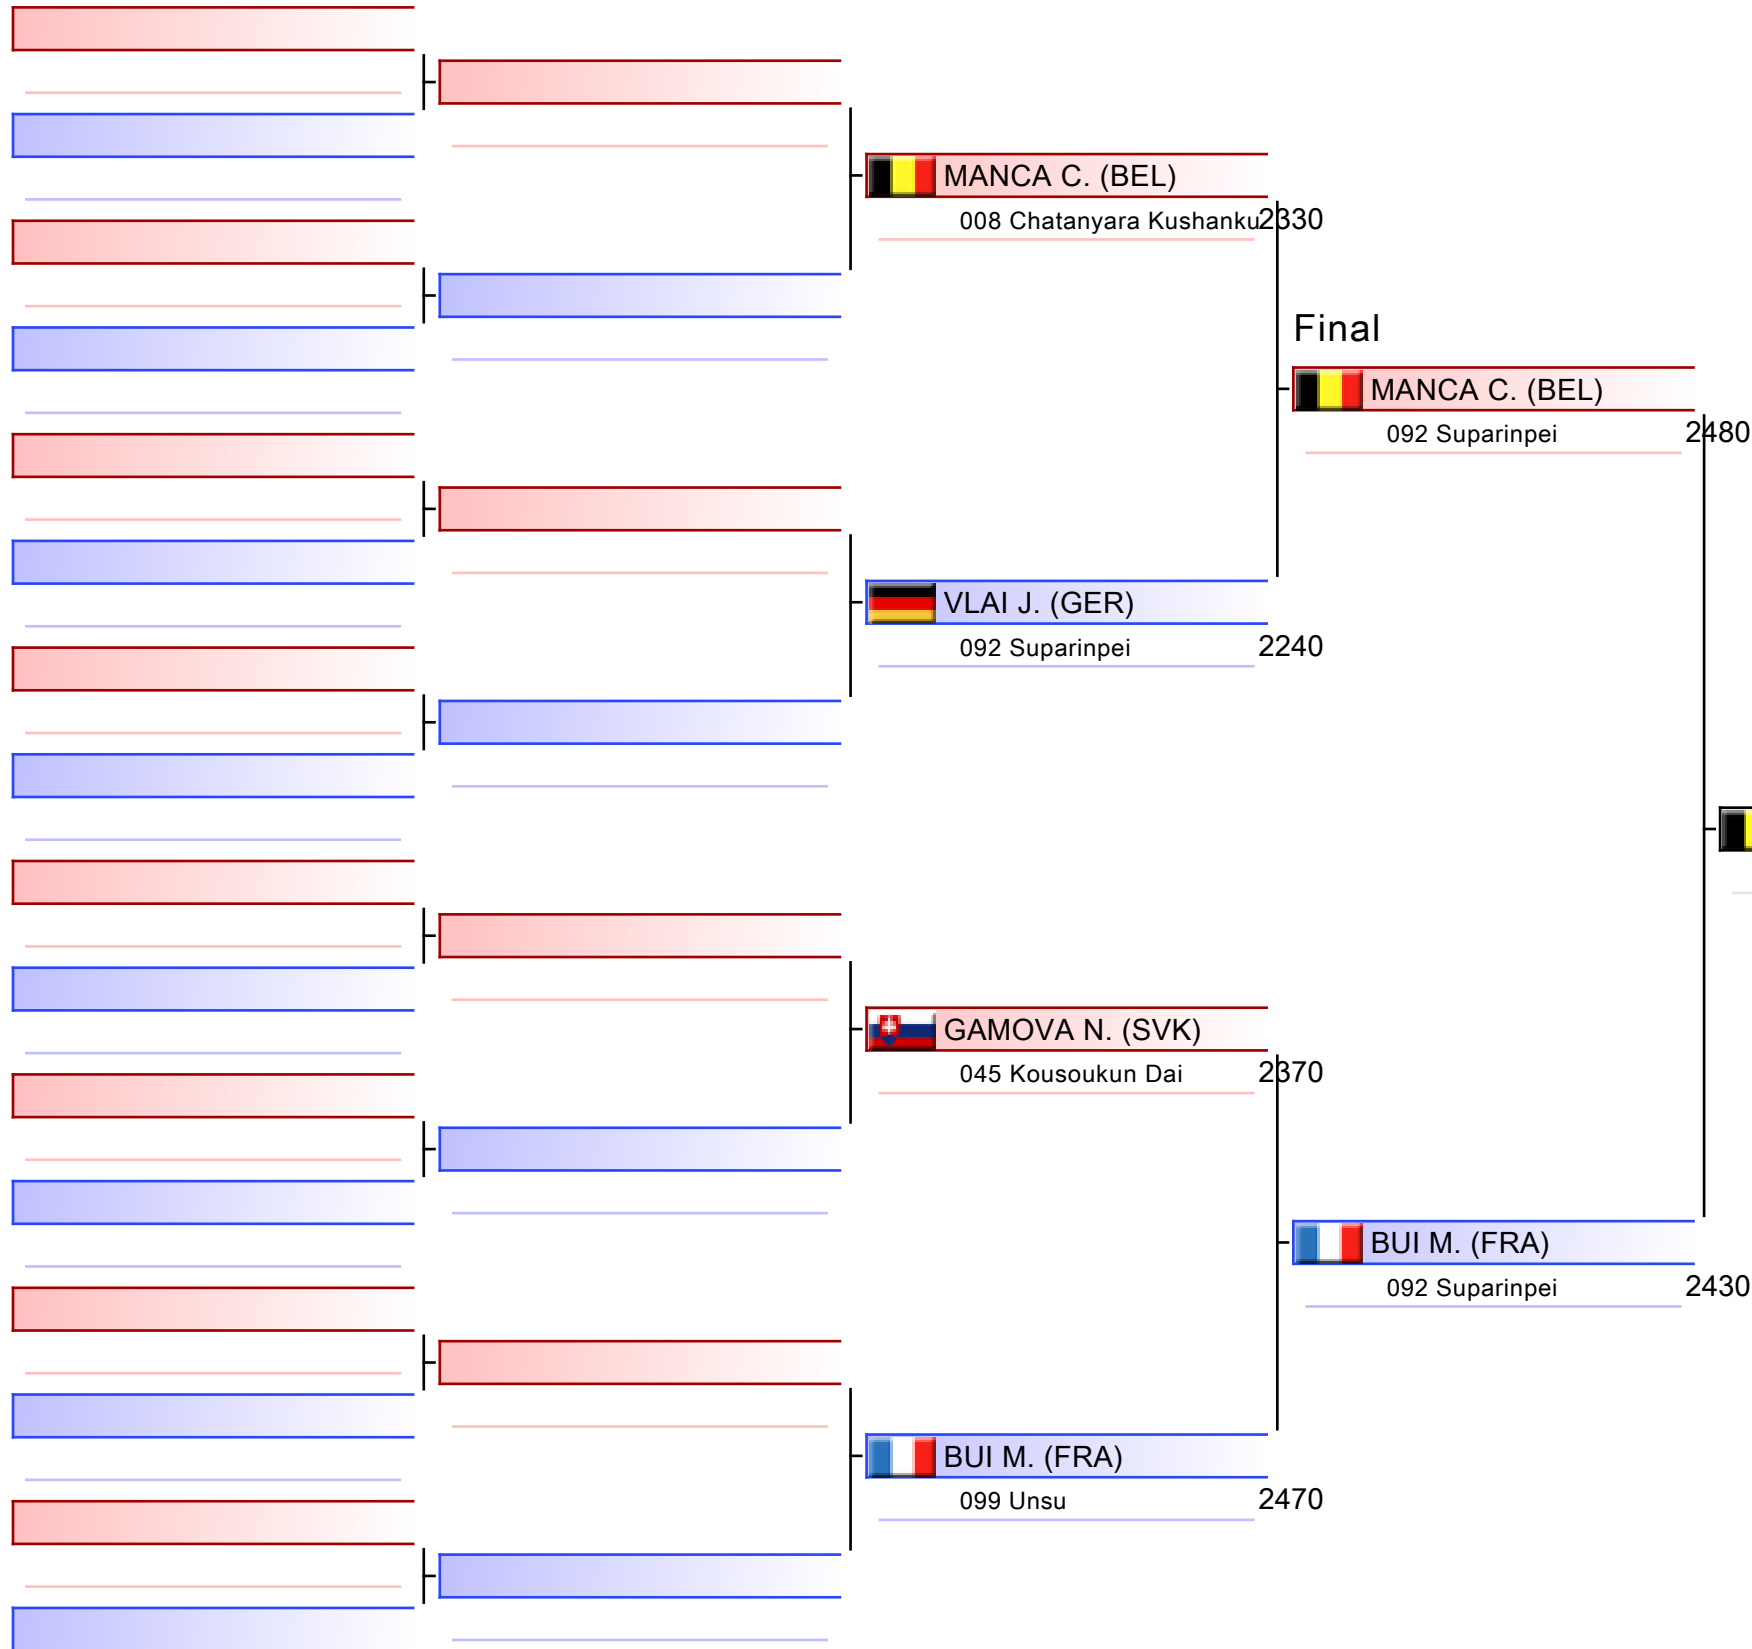 MANCA C. (BEL)
008 Chatanyara Kushanku 2330
Final
MANCA C. (BEL)
092 Suparinpei 2480
VLAI J. (GER)
092 Suparinpei 2240
GAMOVA N. (SVK)
045 Kousoukun Dai 2370
BUI M. (FRA)
092 Suparinpei 2430
BUI M. (FRA)
099 Unsu 2470